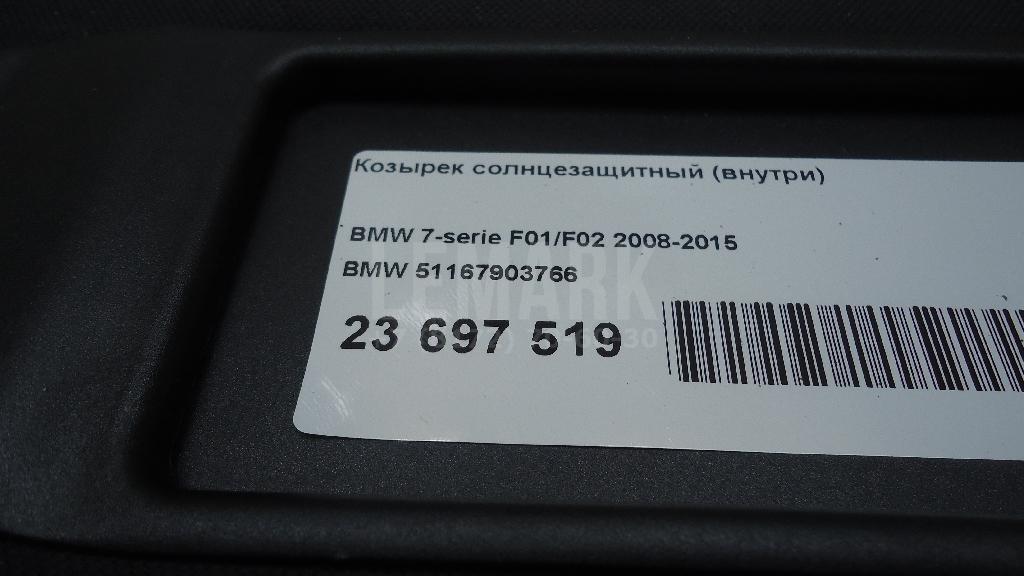 Козырек солнцезащитный (внутри)
BMW 7-serie F01/F02 2008-2015
BMW 51167903766
23 697 519